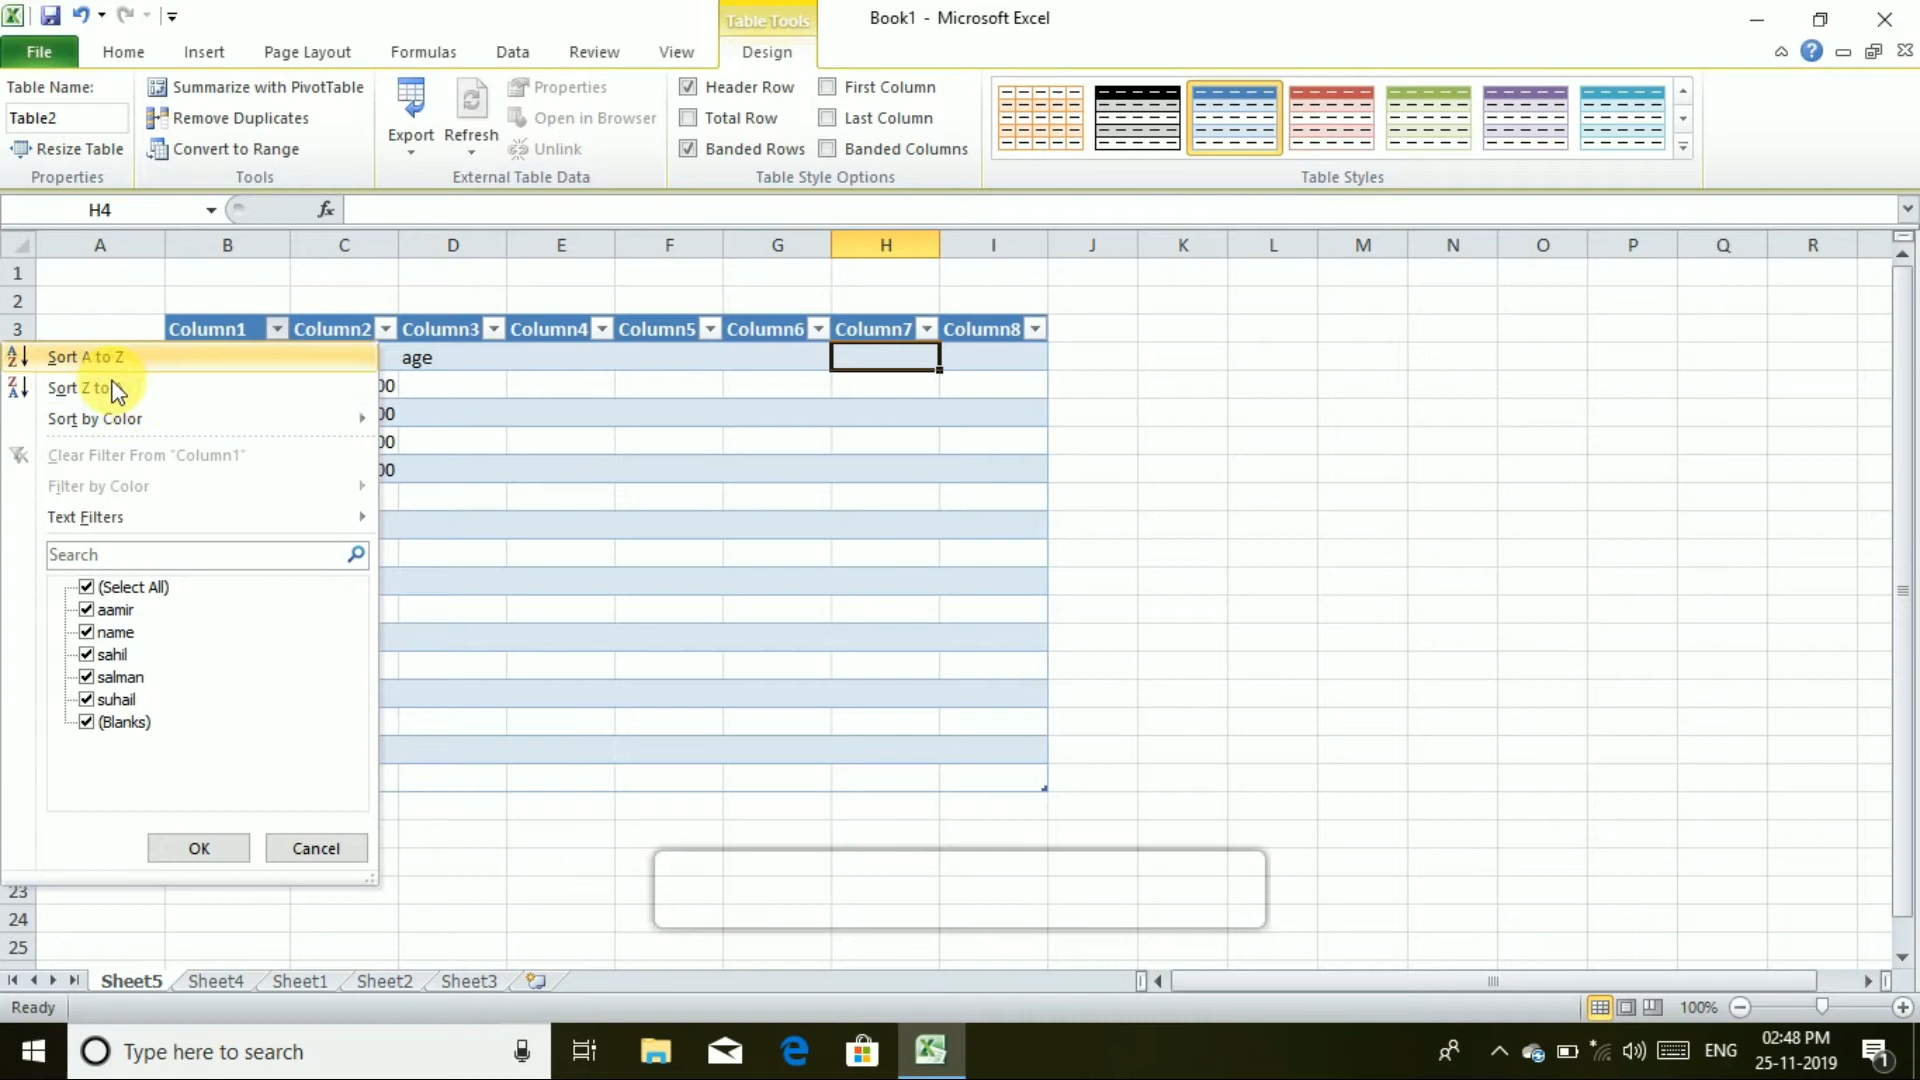 Table Tools
Book1 - Microsoft Excel
File Home Insert Page Layout Formulas Data Review View Design
Table Name:
Table2
Resize Table
Properties
Summarize with PivotTable
Remove Duplicates
Convert to Range
Tools
Export
Refresh
Properties
Open in Browser
Unlink
External Table Data
Header Row
Total Row
Banded Rows
First Column
Last Column
Banded Columns
Table Style Options
Table Styles
H4
fx
A B C D E F G H I J K L M N O P Q R
1
2
3 Column1 Column2 Column3 Column4 Column5 Column6 Column7 Column8
age
00
00
00
00
Sort A to Z
Sort Z to
Sort by Color
Clear Filter From "Column1"
Filter by Color
Text Filters
Search
(Select All)
aamir
name
sahil
salman
suhail
(Blanks)
OK Cancel
23
24
25
Sheet5 Sheet4 Sheet1 Sheet2 Sheet3
Ready
100%
Type here to search
ENG
02:48 PM
25-11-2019
1